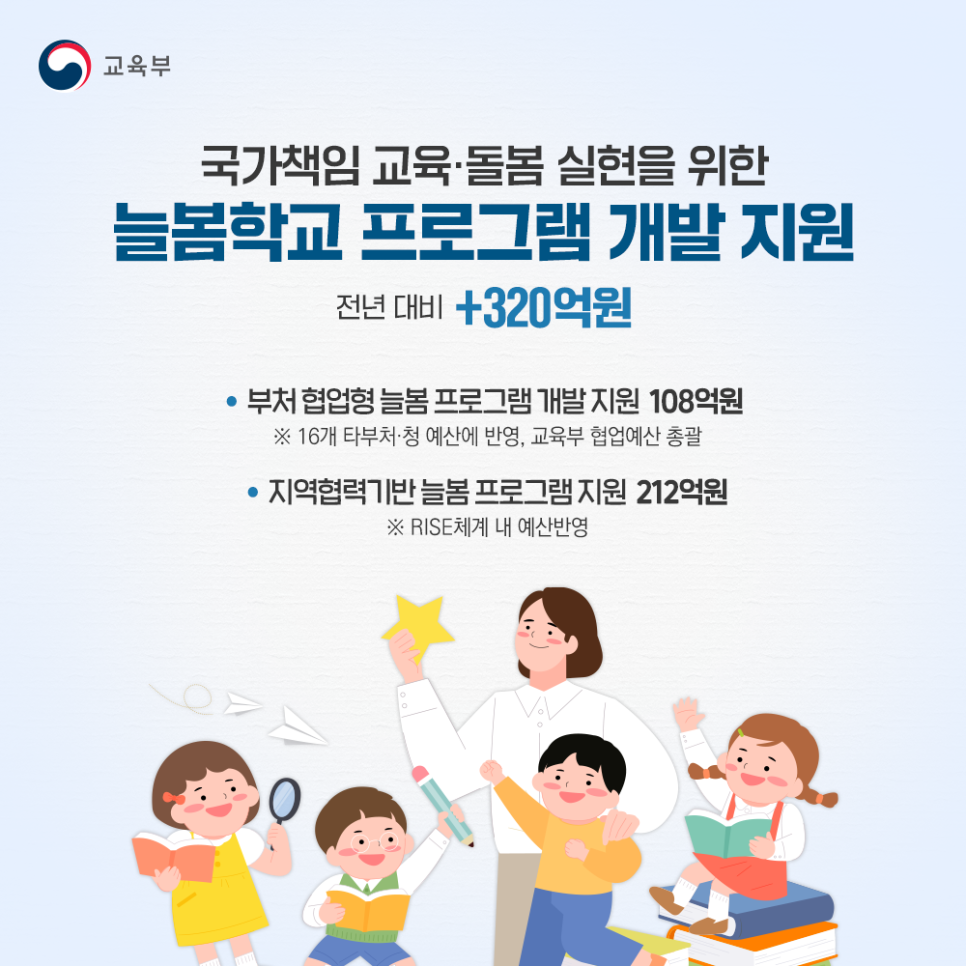 교육부
국가책임 교육·돌봄 실현을 위한
늘봄학교 프로그램 개발 지원
전년 대비 +320억원
• 부처 협업형 늘봄 프로그램 개발 지원 108억원
※ 16개 타부처·청 예산에 반영, 교육부 협업예산 총괄
• 지역협력기반 늘봄 프로그램 지원 212억원
※ RISE체계 내 예산반영